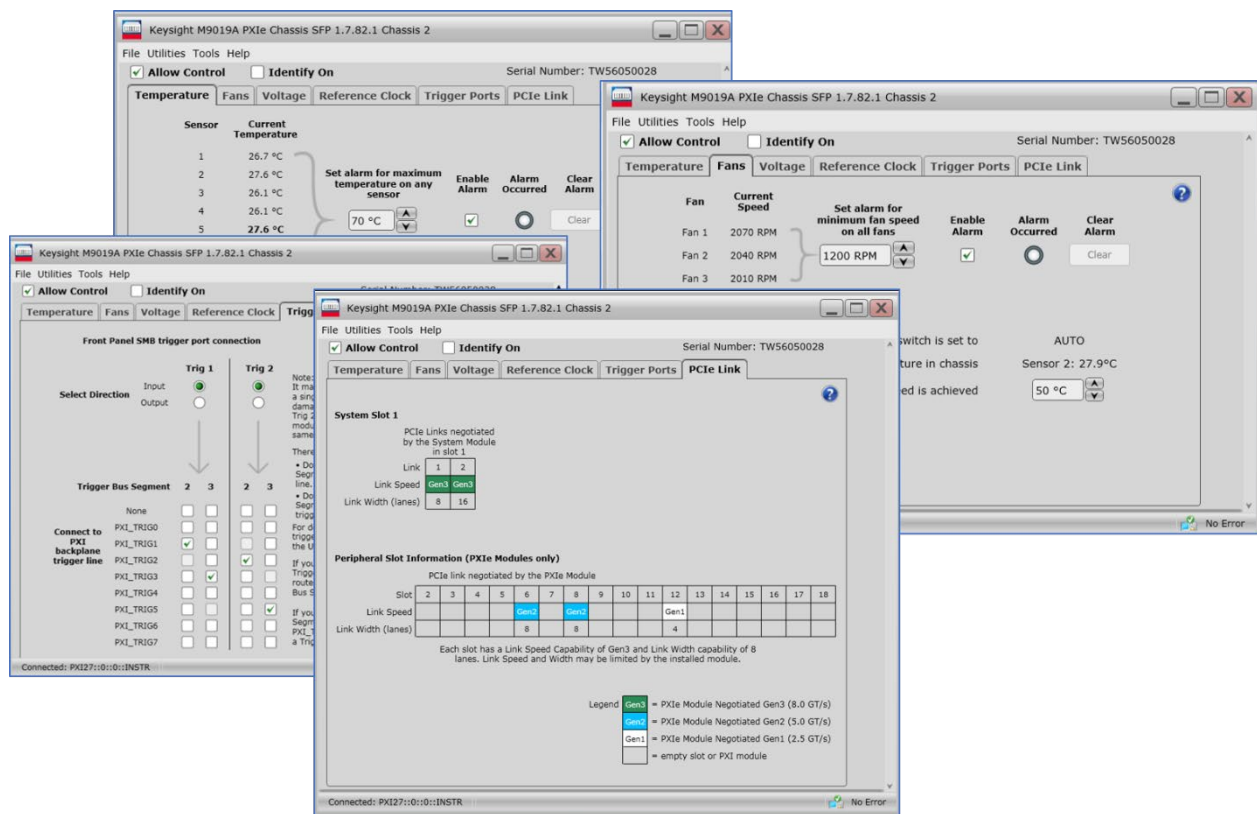 Keysight M9019A PXIe Chassis SFP 1.7.82.1 Chassis 2
File Utilities Tools Help
Allow Control Identify On Serial Number: TW56050028
Temperature Fans Voltage Reference Clock Trigger Ports PCIe Link
Sensor Current Temperature
1 26.7 ºC
2 27.6 ºC
3 26.1 ºC
4 26.1 ºC
5 27.6 ºC
Set alarm for maximum
temperature on any
sensor
70 ºC
Enable Alarm
Alarm Occurred
Clear Alarm
Clear
Keysight M9019A PXIe Chassis SFP 1.7.82.1 Chassis 2
File Utilities Tools Help
Allow Control Identify On Serial Number: TW56050028
Temperature Fans Voltage Reference Clock Trigger Ports PCIe Link
Fan Current Speed
Fan 1 2070 RPM
Fan 2 2040 RPM
Fan 3 2010 RPM
Set alarm for
minimum fan speed
on all fans
1200 RPM
Enable Alarm
Alarm Occurred
Clear Alarm
Clear
switch is set to AUTO
in chassis Sensor 2: 27.9ºC
is achieved 50 ºC
No Error
Keysight M9019A PXIe Chassis SFP 1.7.82.1 Chassis 2
File Utilities Tools Help
Allow Control Identify On
Temperature Fans Voltage Reference Clock
Front Panel SMB trigger port connection
Trig 1 Trig 2
Select Direction
Input
Output
Trigger Bus Segment 2 3 2 3
Connect to
PXI
backplane
trigger line
None
PXI_TRIG0
PXI_TRIG1
PXI_TRIG2
PXI_TRIG3
PXI_TRIG4
PXI_TRIG5
PXI_TRIG6
PXI_TRIG7
Note:
Connected: PXI27::0::0::INSTR
Keysight M9019A PXIe Chassis SFP 1.7.82.1 Chassis 2
File Utilities Tools Help
Allow Control Identify On Serial Number: TW56050028
Temperature Fans Voltage Reference Clock Trigger Ports PCIe Link
System Slot 1
PCIe Links negotiated
by the System Module
in slot 1
Link 1 2
Link Speed Gen3 Gen3
Link Width (lanes) 8 16
Peripheral Slot Information (PXIe Modules only)
PCIe link negotiated by the PXIe Module
Slot 2 3 4 5 6 7 8 9 10 11 12 13 14 15 16 17 18
Link Speed Gen2 Gen2 Gen1
Link Width (lanes) 8 8 4
Each slot has a Link Speed Capability of Gen3 and Link Width capability of 8
lanes. Link Speed and Width may be limited by the installed module.
Legend Gen3 = PXIe Module Negotiated Gen3 (8.0 GT/s)
Gen2 = PXIe Module Negotiated Gen2 (5.0 GT/s)
Gen1 = PXIe Module Negotiated Gen1 (2.5 GT/s)
= empty slot or PXI module
Connected: PXI27::0::0::INSTR No Error